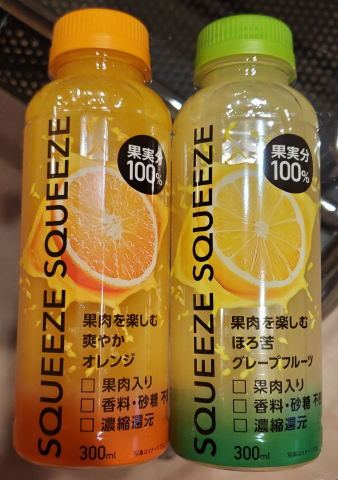 SQUEEZE SQUEEZE
果実分
100%
果肉を楽しむ
爽やか
オレンジ
果肉入り
香料・砂糖 不
濃縮還元
300ml
SQUEEZE SQUEEZE
果実分
100%
果肉を楽しむ
ほろ苦
グレープフルーツ
果肉入り
香料・砂糖 不
濃縮還元
300ml